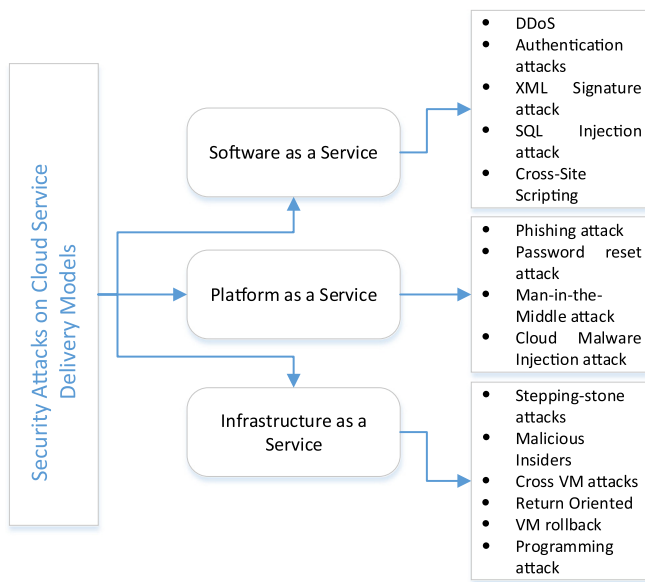 Security Attacks on Cloud Service
Delivery Models
Software as a Service
• DDoS
• Authentication
attacks
• XML Signature
attack
• SQL Injection
attack
• Cross-Site
Scripting
Platform as a Service
• Phishing attack
• Password reset
attack
• Man-in-the-
Middle attack
• Cloud Malware
Injection attack
Infrastructure as a
Service
• Stepping-stone
attacks
• Malicious
Insiders
• Cross VM attacks
• Return Oriented
• VM rollback
• Programming
attack